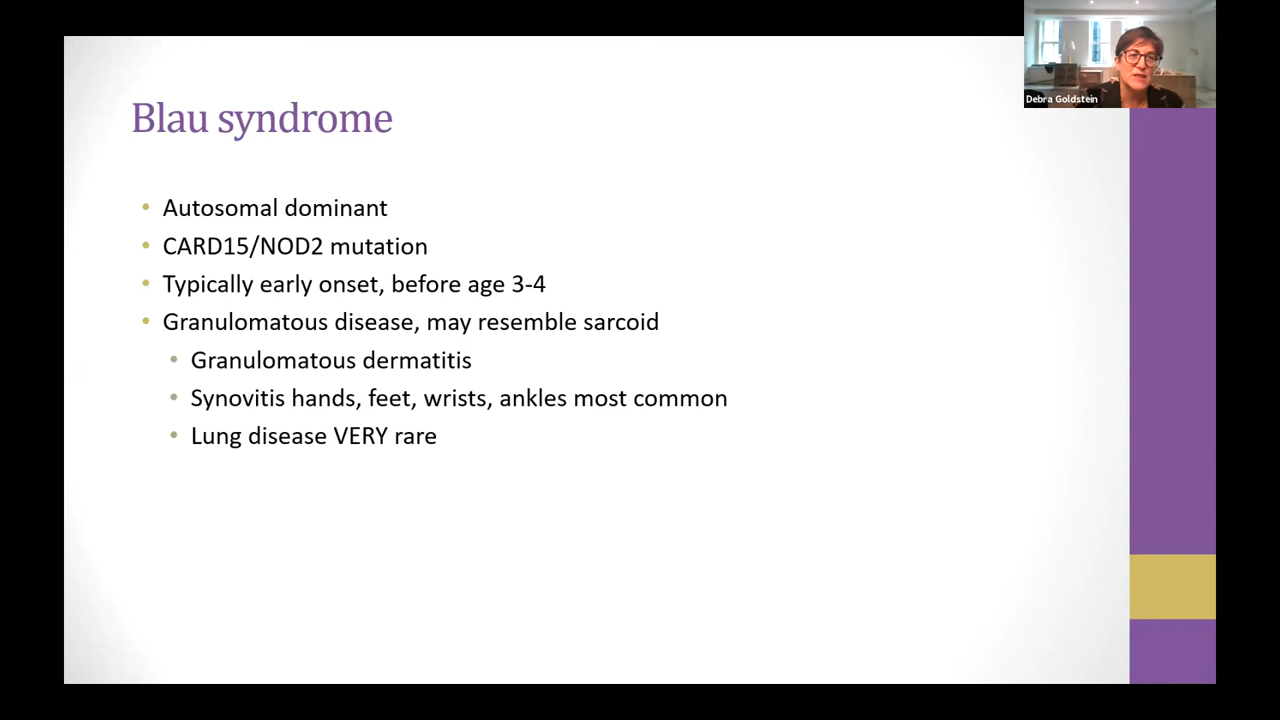 Debra Goldstein
Blau syndrome
• Autosomal dominant
• CARD15/NOD2 mutation
• Typically early onset, before age 3-4
• Granulomatous disease, may resemble sarcoid
• Granulomatous dermatitis
• Synovitis hands, feet, wrists, ankles most common
• Lung disease VERY rare